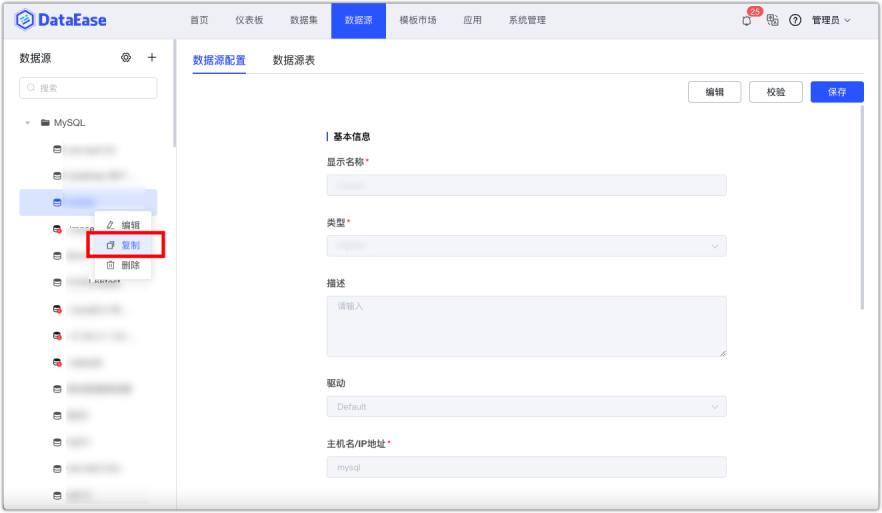 DataEase
首页
仪表板
数据集
数据源
模板市场
应用
系统管理
25
管理员
数据源
搜索
MySQL
编辑
复制
删除
数据源配置
数据源表
编辑
校验
保存
基本信息
显示名称*
类型*
描述
请输入
驱动
Default
主机名/IP地址*
mysql